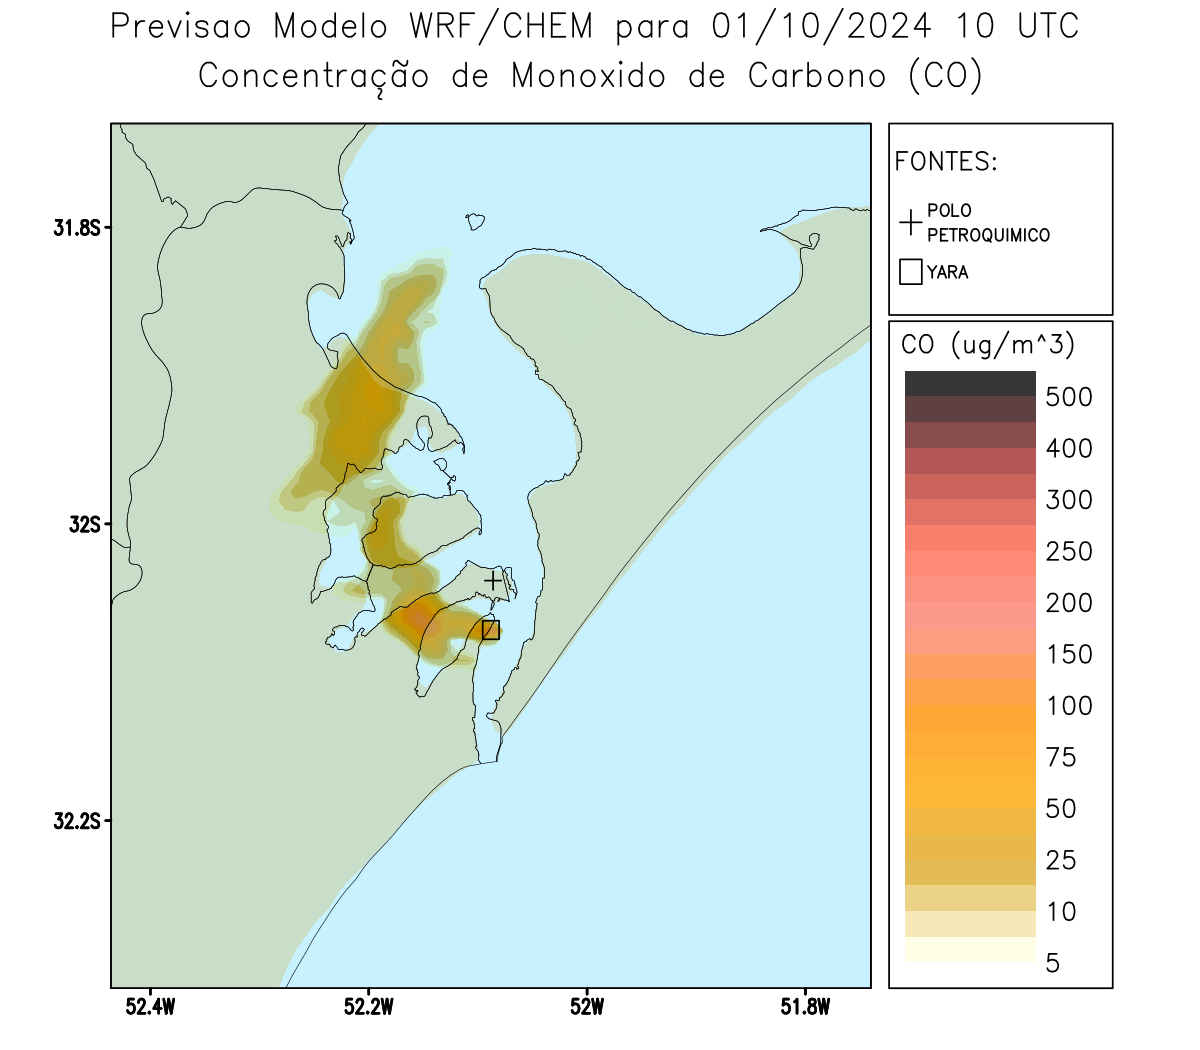 Previsao Modelo WRF/CHEM para 01/10/2024 10 UTC
Concentração de Monoxido de Carbono (CO)
FONTES:
POLO
PETROQUIMICO
YARA
CO (ug/m^3)
500
400
300
250
200
150
100
75
50
25
10
5
31.8S
32S
32.2S
52.4W
52.2W
52W
51.8W